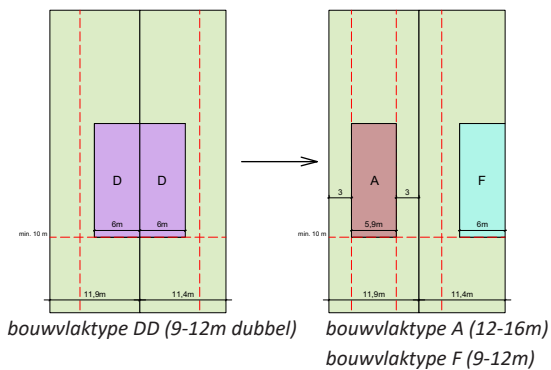 D D
6m 6m
min. 10 m
11,9m 11,4m
bouwvlaktype DD (9-12m dubbel)
A F
3 3
5,9m 6m
min. 10 m
11,9m 11,4m
bouwvlaktype A (12-16m)
bouwvlaktype F (9-12m)